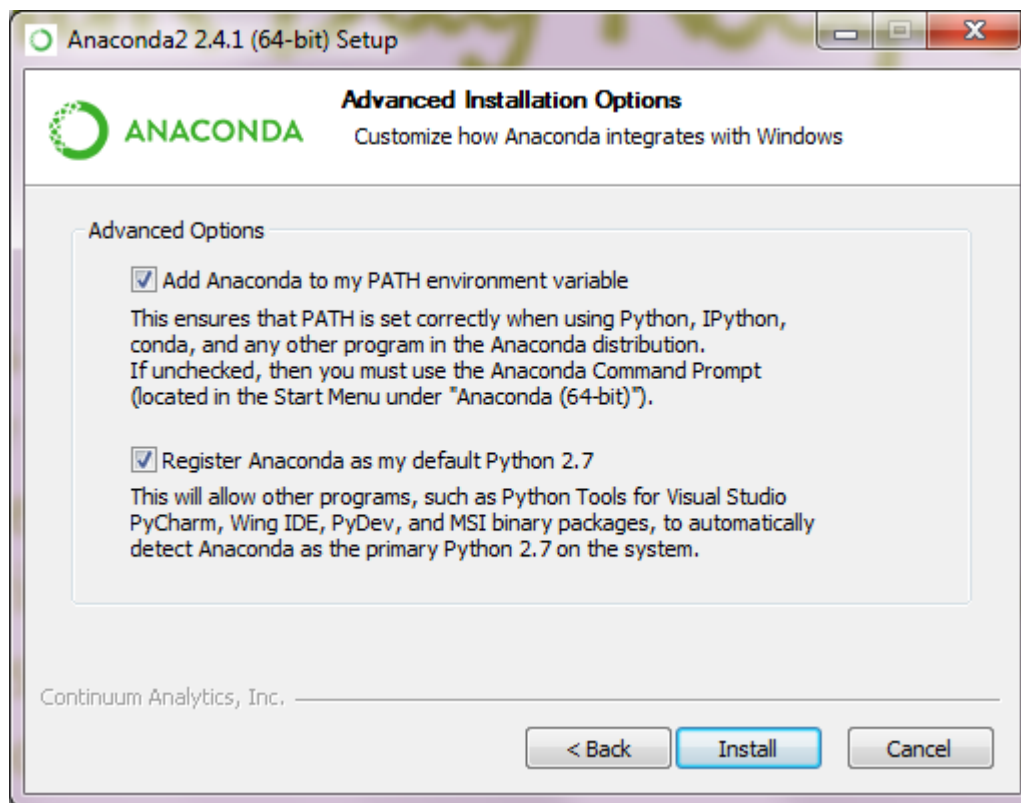 Anaconda2 2.4.1 (64-bit) Setup
ANACONDA
Advanced Installation Options
Customize how Anaconda integrates with Windows
Advanced Options
Add Anaconda to my PATH environment variable
This ensures that PATH is set correctly when using Python, IPython,
conda, and any other program in the Anaconda distribution.
If unchecked, then you must use the Anaconda Command Prompt
(located in the Start Menu under "Anaconda (64-bit)").
Register Anaconda as my default Python 2.7
This will allow other programs, such as Python Tools for Visual Studio
PyCharm, Wing IDE, PyDev, and MSI binary packages, to automatically
detect Anaconda as the primary Python 2.7 on the system.
Continuum Analytics, Inc.
< Back Install Cancel